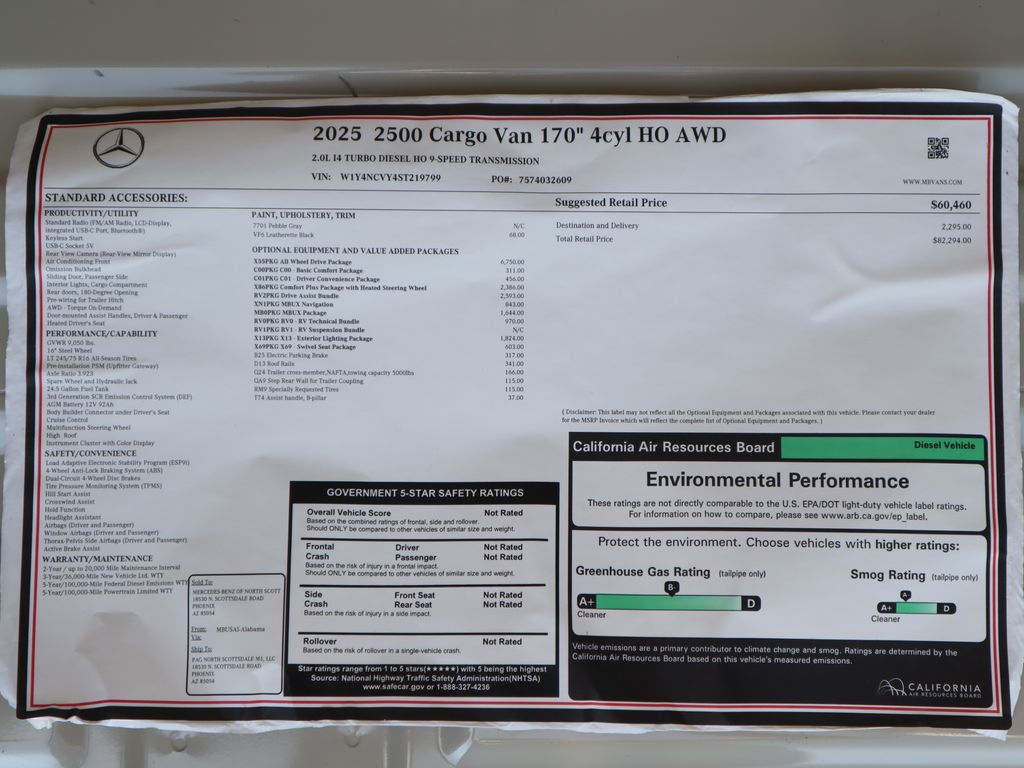 2025 2500 Cargo Van 170" 4cyl HO AWD
2.0L I4 TURBO DIESEL HO 9-SPEED TRANSMISSION
VIN: W1Y4NCVY4ST219799 PO#: 7574032609
WWW.MBVANS.COM
STANDARD ACCESSORIES:
PRODUCTIVITY/UTILITY
Standard Radio (FM/AM Radio, LCD-Display,
integrated USB-C Port, Bluetooth®)
Keyless Start
USB-C Socket 5V
Rear View Camera (Rear-View Mirror Display)
Air Conditioning Front
Omission Bulkhead
Sliding Door, Passenger Side
Interior Lights, Cargo Compartment
Rear doors, 180-Degree Opening
Pre-wiring for Trailer Hitch
AWD - Torque On-Demand
Door-mounted Assist Handles, Driver & Passenger
Heated Driver's Seat
PERFORMANCE/CAPABILITY
GVWR 9,050 lbs.
16" Steel Wheel
LT 245/75 R16 All-Season Tires
Pre-installation PSM (Upfitter Gateway)
Axle Ratio 3.923
Spare Wheel and Hydraulic Jack
24.5 Gallon Fuel Tank
3rd Generation SCR Emission Control System (DEF)
AGM Battery 12V 92Ah
Body Builder Connector under Driver's Seat
Cruise Control
Multifunction Steering Wheel
High Roof
Instrument Cluster with Color Display
SAFETY/CONVENIENCE
Load Adaptive Electronic Stability Program (ESP9i)
4-Wheel Anti-Lock Braking System (ABS)
Dual-Circuit 4-Wheel Disc Brakes
Tire Pressure Monitoring System (TPMS)
Hill Start Assist
Crosswind Assist
Hold Function
Headlight Assistant
Airbags (Driver and Passenger)
Window Airbags (Driver and Passenger)
Thorax-Pelvis Side Airbags (Driver and Passenger)
Active Brake Assist
WARRANTY/MAINTENANCE
2-Year / up to 20,000 Mile Maintenance Interval
3-Year/36,000-Mile New Vehicle Ltd. WTY
5-Year/100,000-Mile Federal Diesel Emissions WTY
5-Year/100,000-Mile Powertrain Limited WTY
Sold To:
MERCEDES-BENZ OF NORTH SCOTT
18530 N. SCOTTSDALE ROAD
PHOENIX
AZ 85054
From: MBUSAI-Alabama
Via:
Ship To:
PAG NORTH SCOTTSDALE M1, LLC
18530 N. SCOTTSDALE ROAD
PHOENIX
AZ 85054
PAINT, UPHOLSTERY, TRIM
7701 Pebble Gray N/C
VF6 Leatherette Black 68.00
OPTIONAL EQUIPMENT AND VALUE ADDED PACKAGES
X55PKG All Wheel Drive Package 6,750.00
C00PKG C00 - Basic Comfort Package 311.00
C01PKG C01 - Driver Convenience Package 456.00
X86PKG Comfort Plus Package with Heated Steering Wheel 2,386.00
RV2PKG Drive Assist Bundle 2,593.00
XN1PKG MBUX Navigation 843.00
MB0PKG MBUX Package 1,644.00
RV0PKG RV0 - RV Technical Bundle 970.00
RV1PKG RV1 - RV Suspension Bundle N/C
X13PKG X13 - Exterior Lighting Package 1,824.00
X69PKG X69 - Swivel Seat Package 603.00
B25 Electric Parking Brake 317.00
D13 Roof Rails 341.00
Q24 Trailer cross-member,NAFTA,towing capacity 5000lbs 166.00
QA9 Step Rear Wall for Trailer Coupling 115.00
RM9 Specially Requested Tires 115.00
T74 Assist handle, B-pillar 37.00
GOVERNMENT 5-STAR SAFETY RATINGS
Overall Vehicle Score Not Rated
Based on the combined ratings of frontal, side and rollover.
Should ONLY be compared to other vehicles of similar size and weight.
Frontal Driver Not Rated
Crash Passenger Not Rated
Based on the risk of injury in a frontal impact.
Should ONLY be compared to other vehicles of similar size and weight.
Side Front Seat Not Rated
Crash Rear Seat Not Rated
Based on the risk of injury in a side impact.
Rollover Not Rated
Based on the risk of rollover in a single-vehicle crash.
Star ratings range from 1 to 5 stars(★★★★★) with 5 being the highest
Source: National Highway Traffic Safety Administration(NHTSA)
www.safecar.gov or 1-888-327-4236
Suggested Retail Price $60,460
Destination and Delivery 2,295.00
Total Retail Price $82,294.00
( Disclaimer: This label may not reflect all the Optional Equipment and Packages associated with this vehicle. Please contact your dealer
for the MSRP Invoice which will reflect the complete list of Optional Equipment and Packages. )
California Air Resources Board Diesel Vehicle
Environmental Performance
These ratings are not directly comparable to the U.S. EPA/DOT light-duty vehicle label ratings.
For information on how to compare, please see www.arb.ca.gov/ep_label.
Protect the environment. Choose vehicles with higher ratings:
Greenhouse Gas Rating (tailpipe only)
B-
A+ D
Cleaner
Smog Rating (tailpipe only)
A-
A+ D
Cleaner
Vehicle emissions are a primary contributor to climate change and smog. Ratings are determined by the
California Air Resources Board based on this vehicle's measured emissions.
CALIFORNIA
AIR RESOURCES BOARD